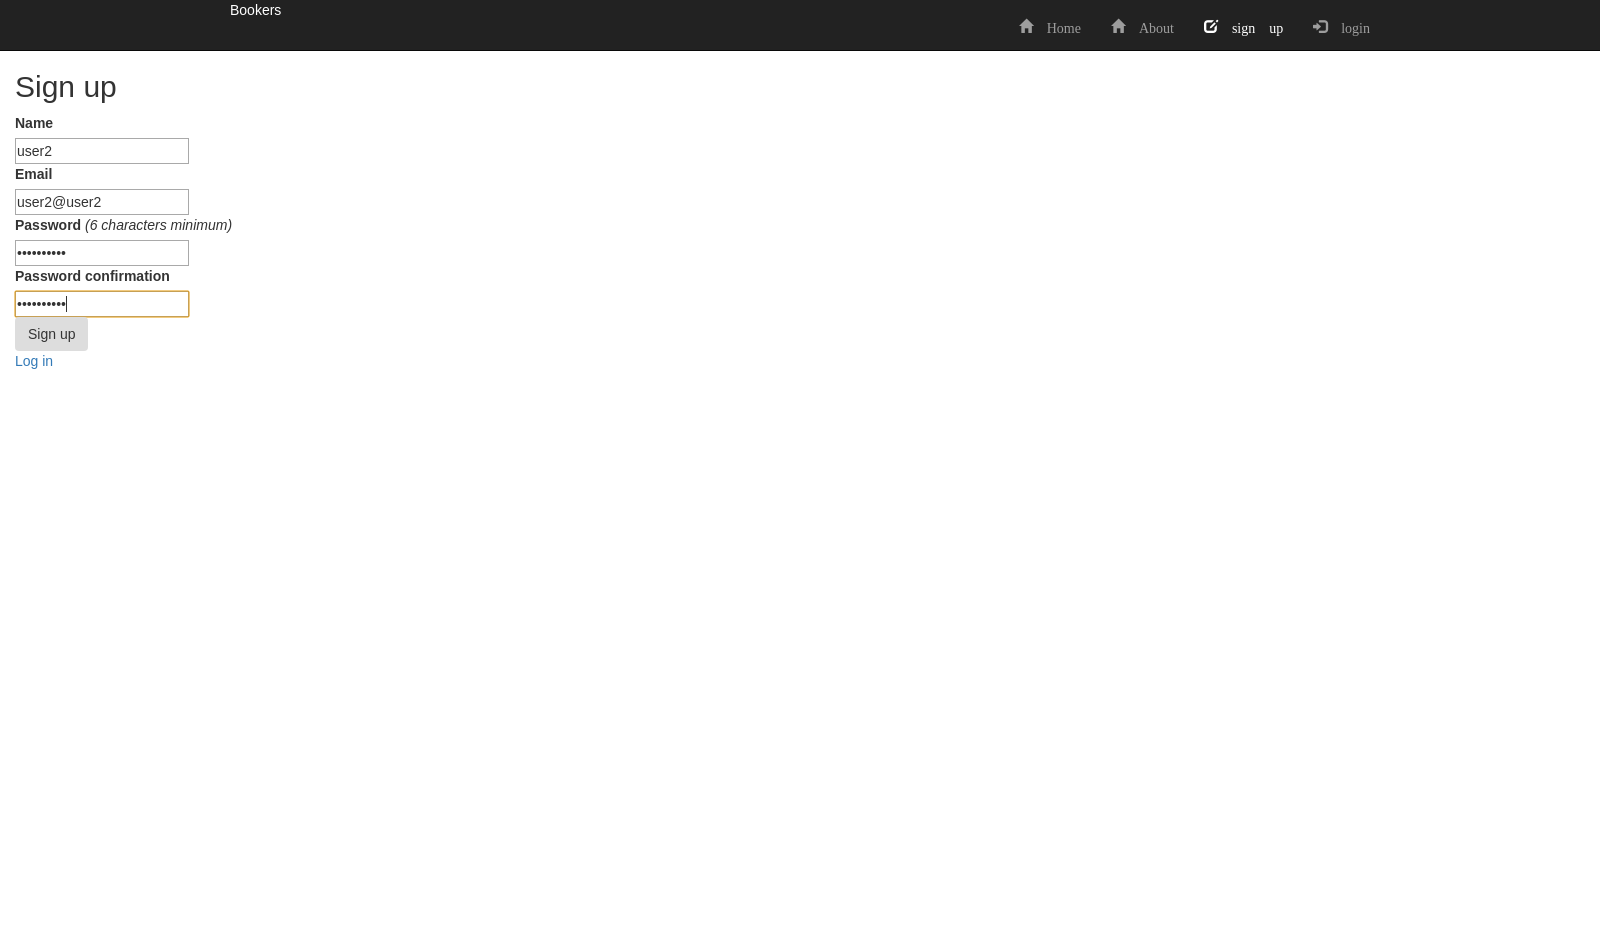 Bookers
Home About sign up login
Sign up
Name
user2
Email
user2@user2
Password (6 characters minimum)
••••••••••
Password confirmation
••••••••••
Sign up
Log in